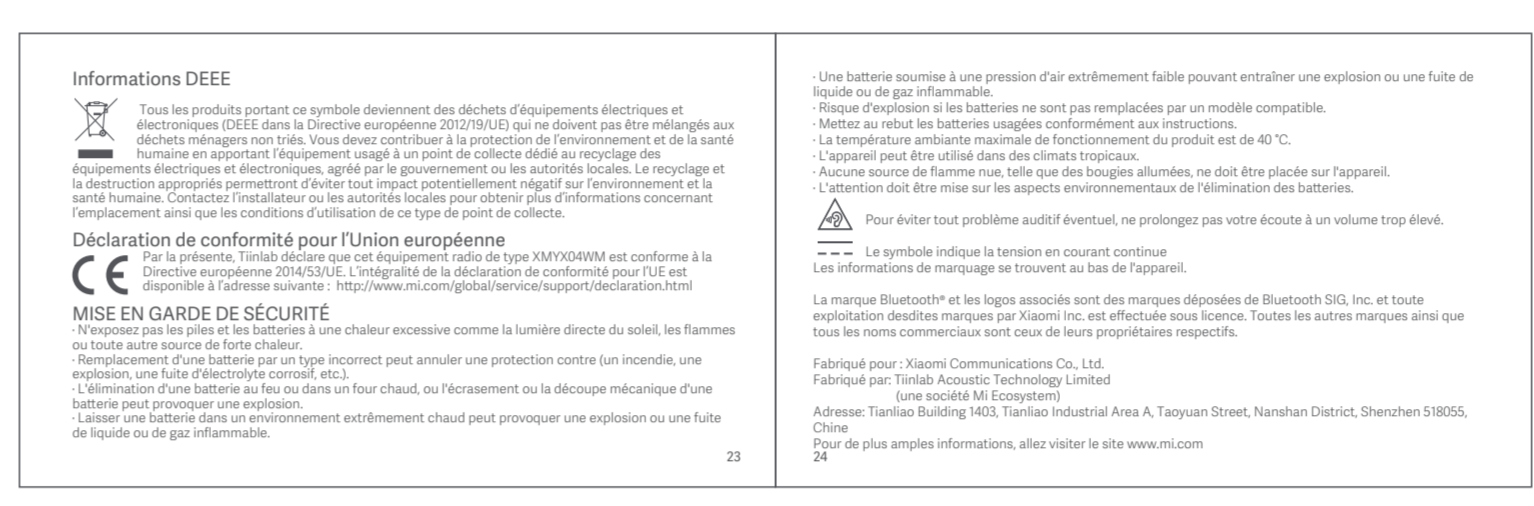 Informations DEEE
Tous les produits portant ce symbole deviennent des déchets d’équipements électriques et
électroniques (DEEE dans la Directive européenne 2012/19/UE) qui ne doivent pas être mélangés aux
déchets ménagers non triés. Vous devez contribuer à la protection de l’environnement et de la santé
humaine en apportant l’équipement usagé à un point de collecte dédié au recyclage des
équipements électriques et électroniques, agréé par le gouvernement ou les autorités locales. Le recyclage et
la destruction appropriés permettront d’éviter tout impact potentiellement négatif sur l’environnement et la
santé humaine. Contactez l’installateur ou les autorités locales pour obtenir plus d’informations concernant
l’emplacement ainsi que les conditions d’utilisation de ce type de point de collecte.
Déclaration de conformité pour l’Union européenne
CE
Par la présente, Tiinlab déclare que cet équipement radio de type XMYX04WM est conforme à la
Directive européenne 2014/53/UE. L’intégralité de la déclaration de conformité pour l’UE est
disponible à l’adresse suivante : http://www.mi.com/global/service/support/declaration.html
MISE EN GARDE DE SÉCURITÉ
· N'exposez pas les piles et les batteries à une chaleur excessive comme la lumière directe du soleil, les flammes
ou toute autre source de forte chaleur.
· Remplacement d'une batterie par un type incorrect peut annuler une protection contre (un incendie, une
explosion, une fuite d'électrolyte corrosif, etc.).
· L'élimination d'une batterie au feu ou dans un four chaud, ou l'écrasement ou la découpe mécanique d'une
batterie peut provoquer une explosion.
· Laisser une batterie dans un environnement extrêmement chaud peut provoquer une explosion ou une fuite
de liquide ou de gaz inflammable.
23
· Une batterie soumise à une pression d'air extrêmement faible pouvant entraîner une explosion ou une fuite de
liquide ou de gaz inflammable.
· Risque d'explosion si les batteries ne sont pas remplacées par un modèle compatible.
· Mettez au rebut les batteries usagées conformément aux instructions.
· La température ambiante maximale de fonctionnement du produit est de 40 °C.
· L'appareil peut être utilisé dans des climats tropicaux.
· Aucune source de flamme nue, telle que des bougies allumées, ne doit être placée sur l'appareil.
· L'attention doit être mise sur les aspects environnementaux de l'élimination des batteries.
Pour éviter tout problème auditif éventuel, ne prolongez pas votre écoute à un volume trop élevé.
Le symbole indique la tension en courant continue
Les informations de marquage se trouvent au bas de l'appareil.
La marque Bluetooth® et les logos associés sont des marques déposées de Bluetooth SIG, Inc. et toute
exploitation desdites marques par Xiaomi Inc. est effectuée sous licence. Toutes les autres marques ainsi que
tous les noms commerciaux sont ceux de leurs propriétaires respectifs.
Fabriqué pour : Xiaomi Communications Co., Ltd.
Fabriqué par: Tiinlab Acoustic Technology Limited
(une société Mi Ecosystem)
Adresse: Tianliao Building 1403, Tianliao Industrial Area A, Taoyuan Street, Nanshan District, Shenzhen 518055,
Chine
Pour de plus amples informations, allez visiter le site www.mi.com
24